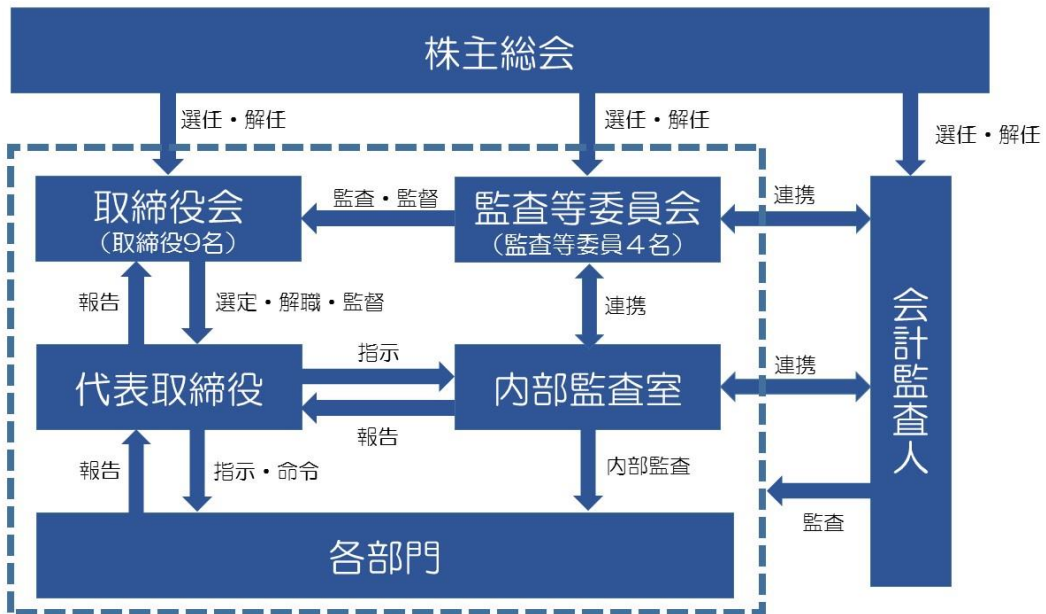 株主総会
選任・解任
選任・解任
選任・解任
取締役会
（取締役9名）
監査・監督
監査等委員会
（監査等委員４名）
連携
報告
選定・解職・監督
連携
会計監査人
代表取締役
指示
報告
内部監査室
連携
報告
指示・命令
内部監査
監査
各部門